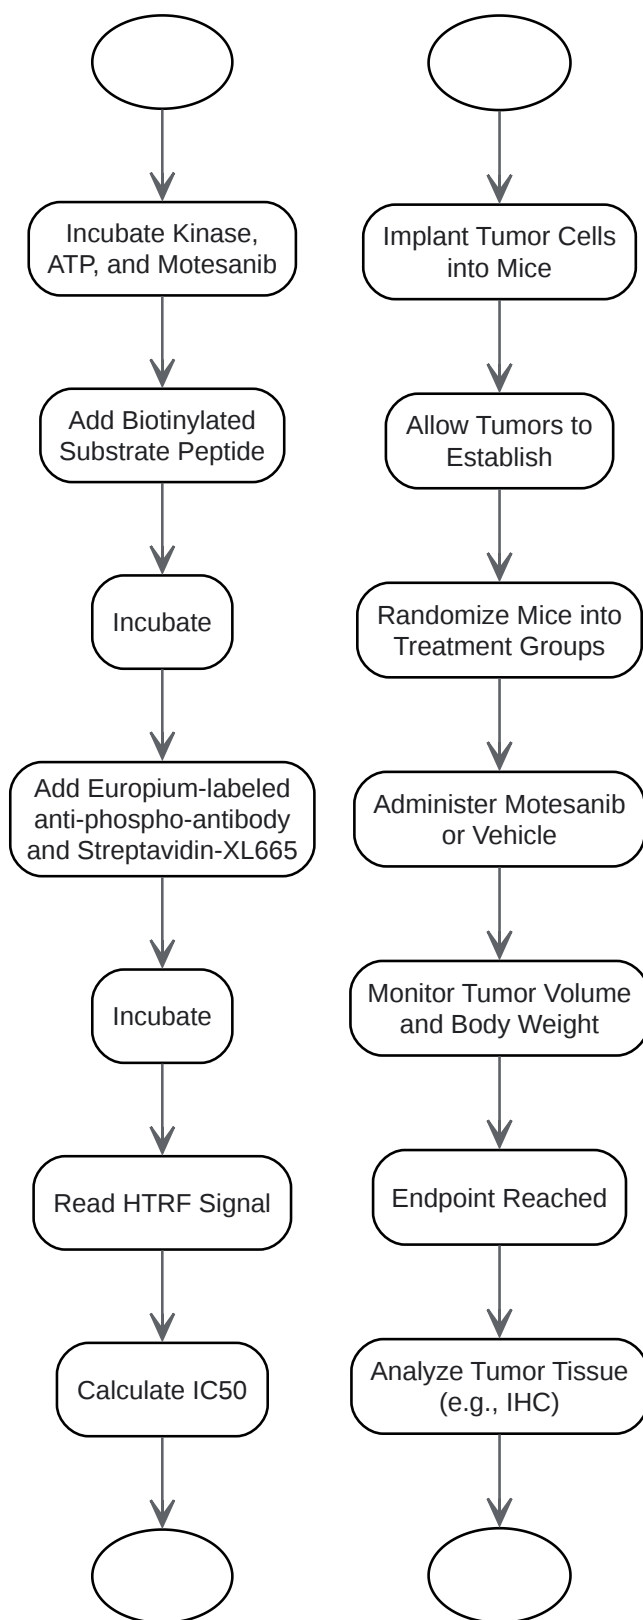 Incubate Kinase,
ATP, and Motesanib
Add Biotinylated
Substrate Peptide
Incubate
Add Europium-labeled
anti-phospho-antibody
and Streptavidin-XL665
Incubate
Read HTRF Signal
Calculate IC50
Implant Tumor Cells
into Mice
Allow Tumors to
Establish
Randomize Mice into
Treatment Groups
Administer Motesanib
or Vehicle
Monitor Tumor Volume
and Body Weight
Endpoint Reached
Analyze Tumor Tissue
(e.g., IHC)